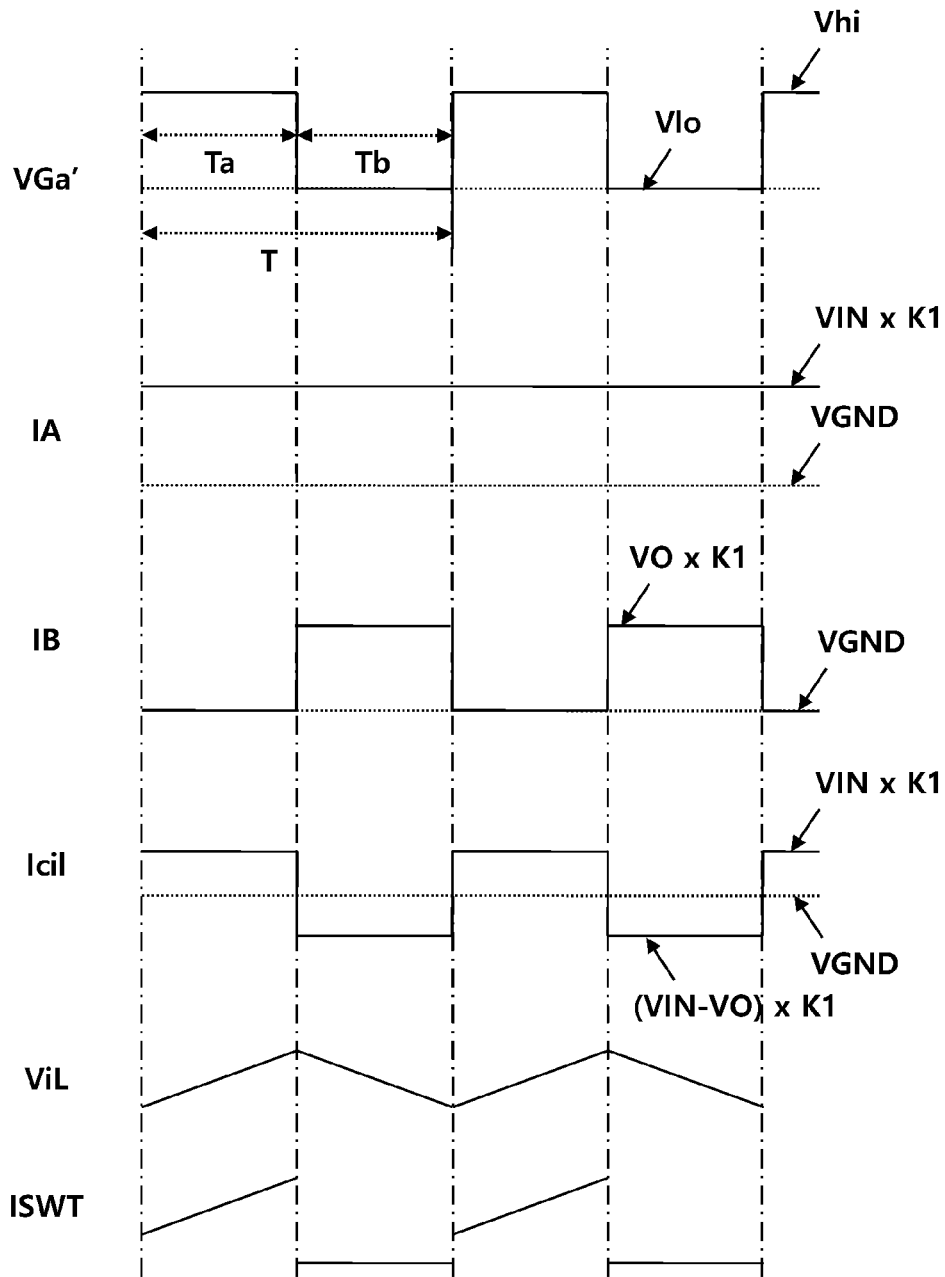 Vhi
Vlo
Ta
Tb
VGa’
T
VIN x K1
VGND
IA
VO x K1
IB
VGND
VIN x K1
Icil
VGND
(VIN-VO) x K1
ViL
ISWT